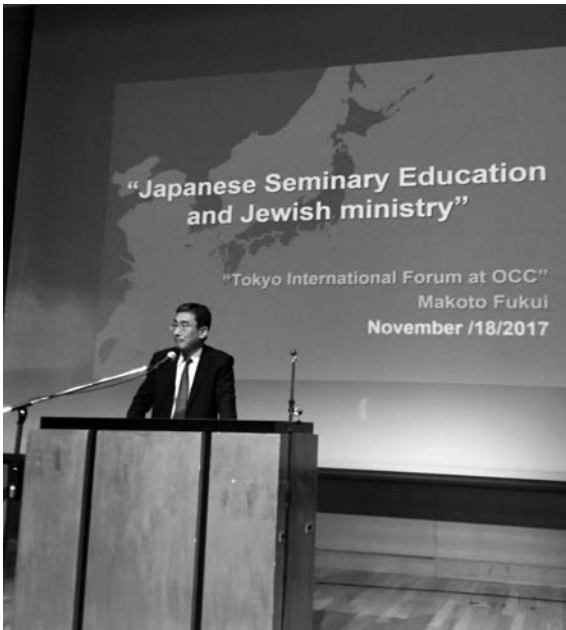 “Japanese Seminary Education
and Jewish ministry”
“Tokyo International Forum at OCC”
Makoto Fukui
November /18/2017